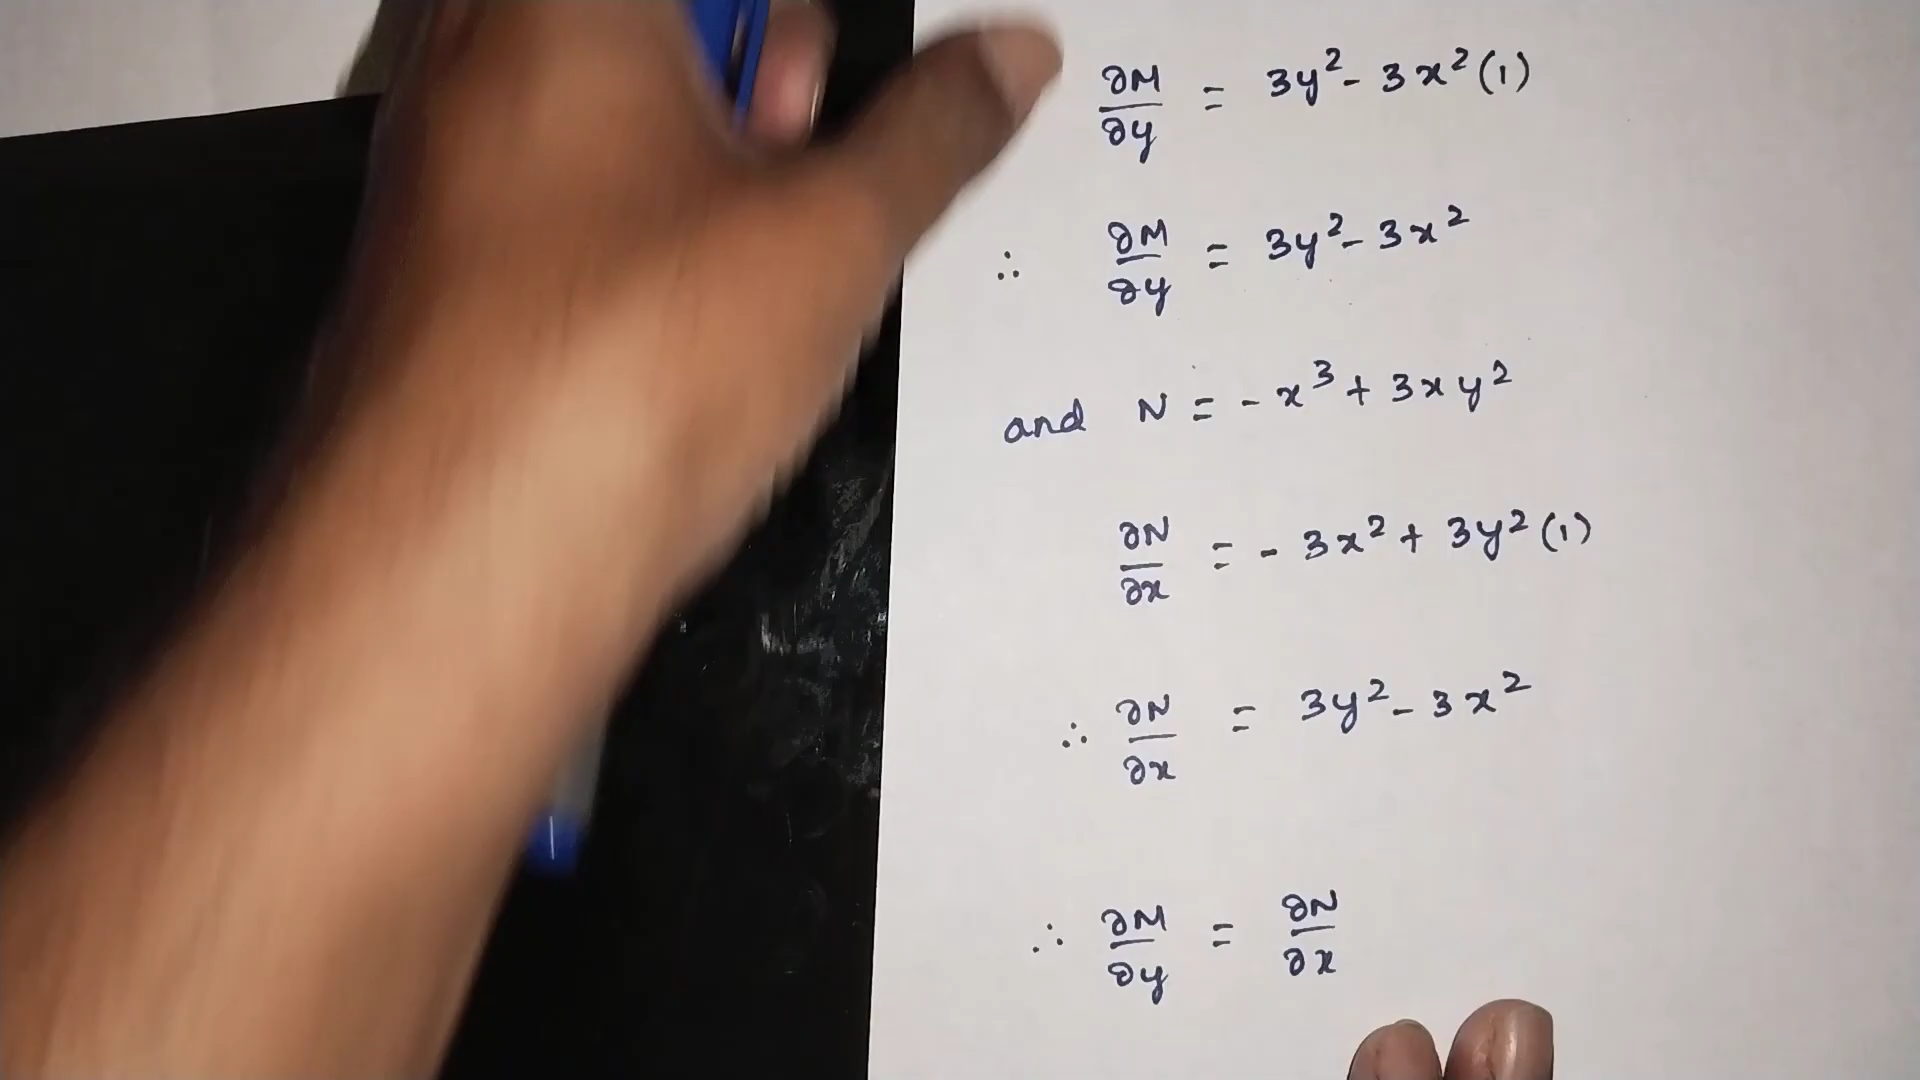 ∂M/∂y = 3y² - 3x²(1)
∴ ∂M/∂y = 3y² - 3x²
and N = - x³ + 3xy²
∂N/∂x = - 3x² + 3y²(1)
∴ ∂N/∂x = 3y² - 3x²
∴ ∂M/∂y = ∂N/∂x